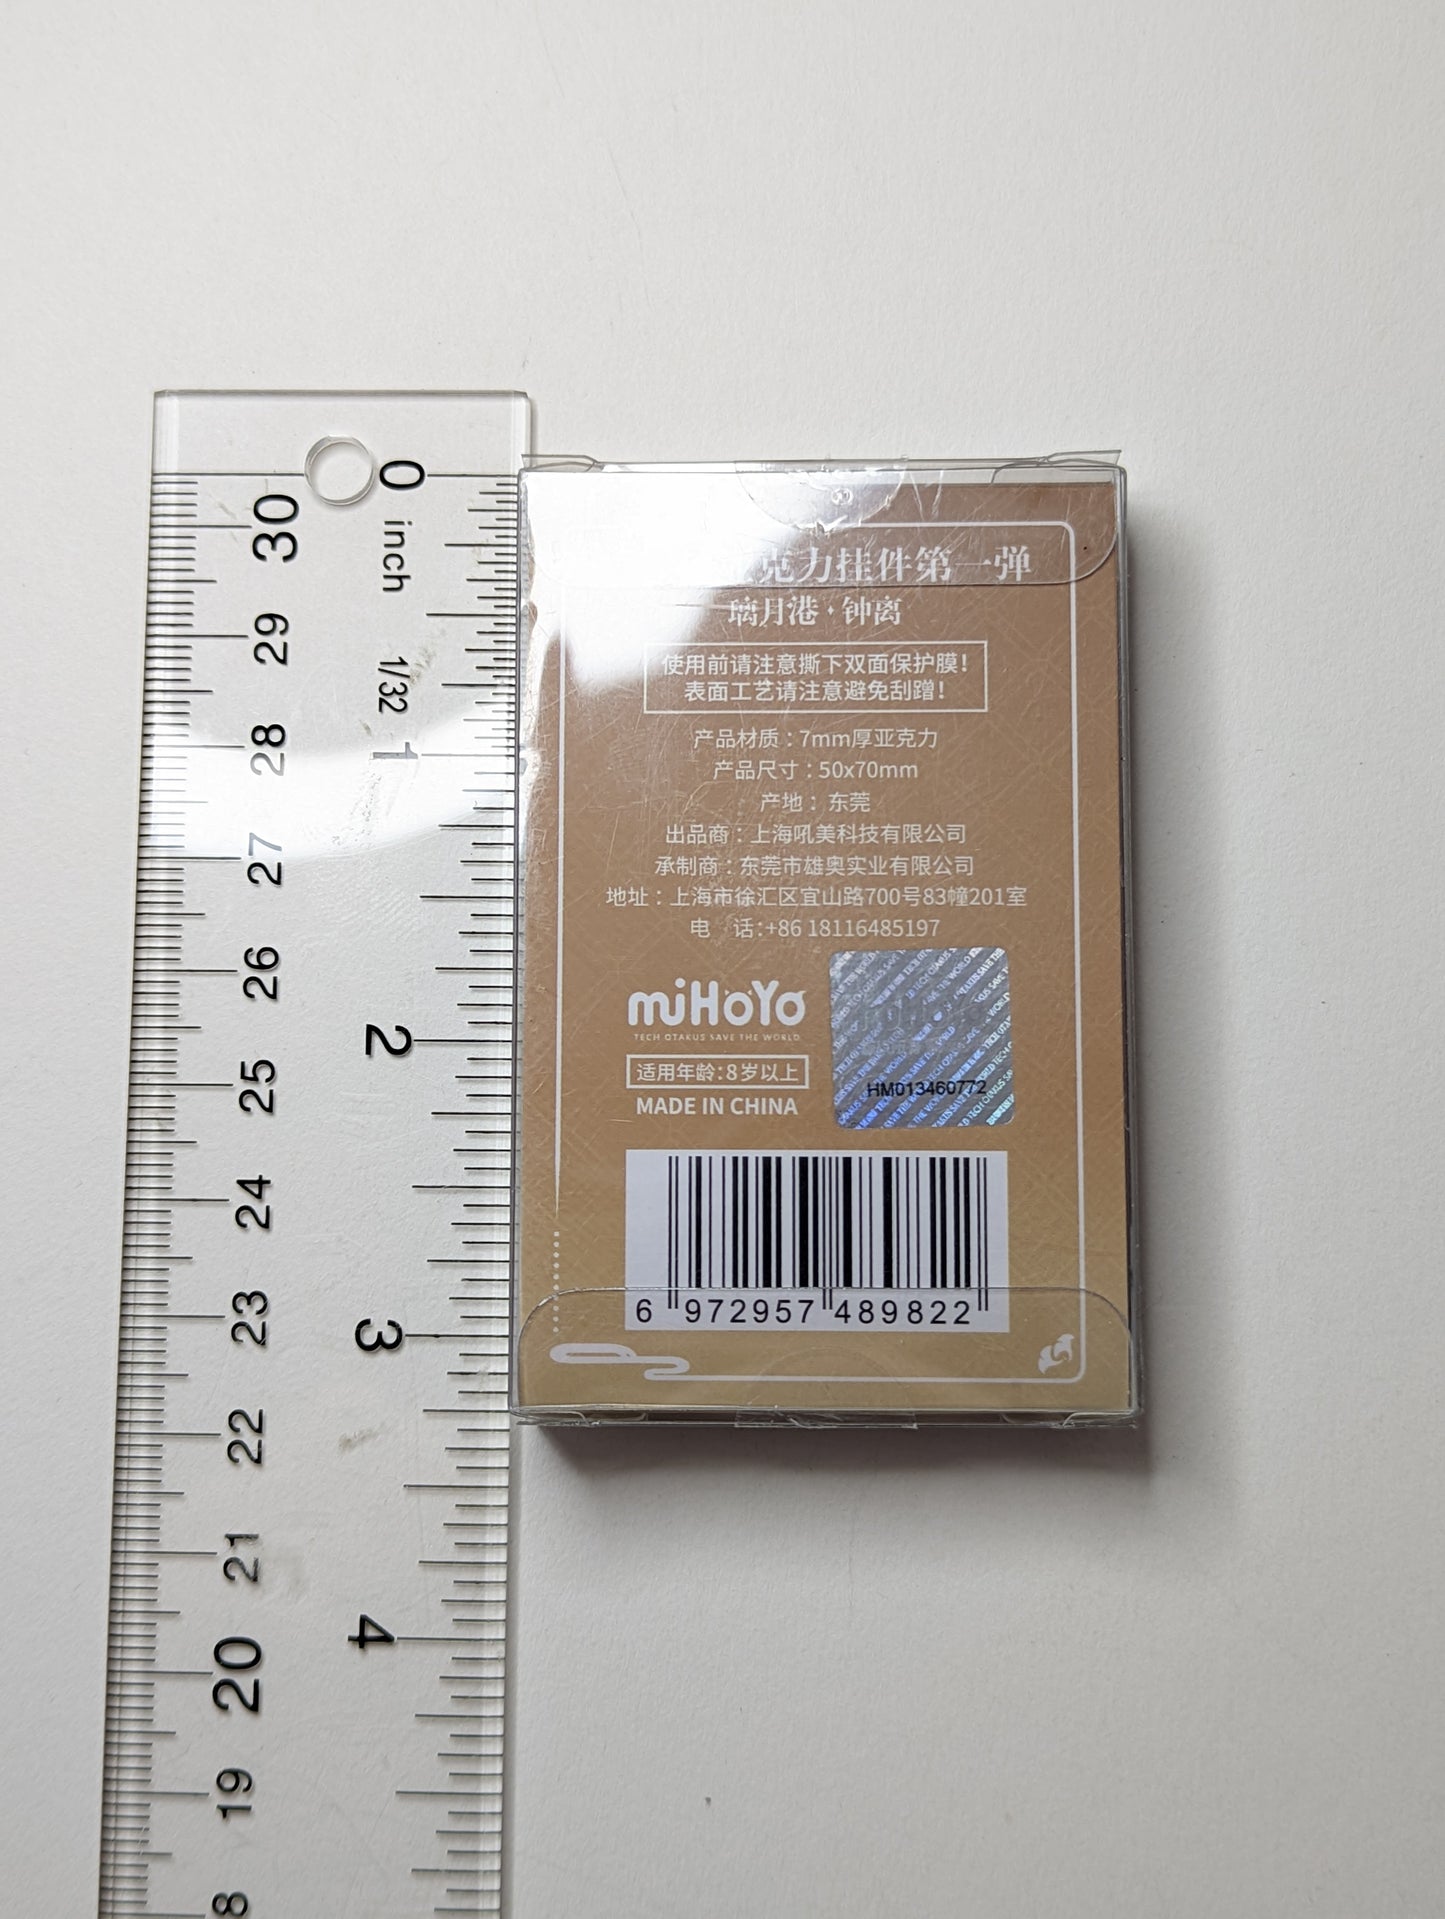 克力挂件第一弹
璃月港·钟离
使用前请注意撕下双面保护膜！
表面工艺请注意避免刮蹭！
产品材质：7mm厚亚克力
产品尺寸：50x70mm
产地：东莞
出品商：上海吼美科技有限公司
承制商：东莞市雄奥实业有限公司
地址：上海市徐汇区宜山路700号83幢201室
电 话：+86 18116485197
miHoYo
TECH OTAKUS SAVE THE WORLD
适用年龄：8岁以上
MADE IN CHINA
HM013460772
6 972957 489822
0 inch 1/32 1 2 3 4
30 29 28 27 26 25 24 23 22 21 20 19 8